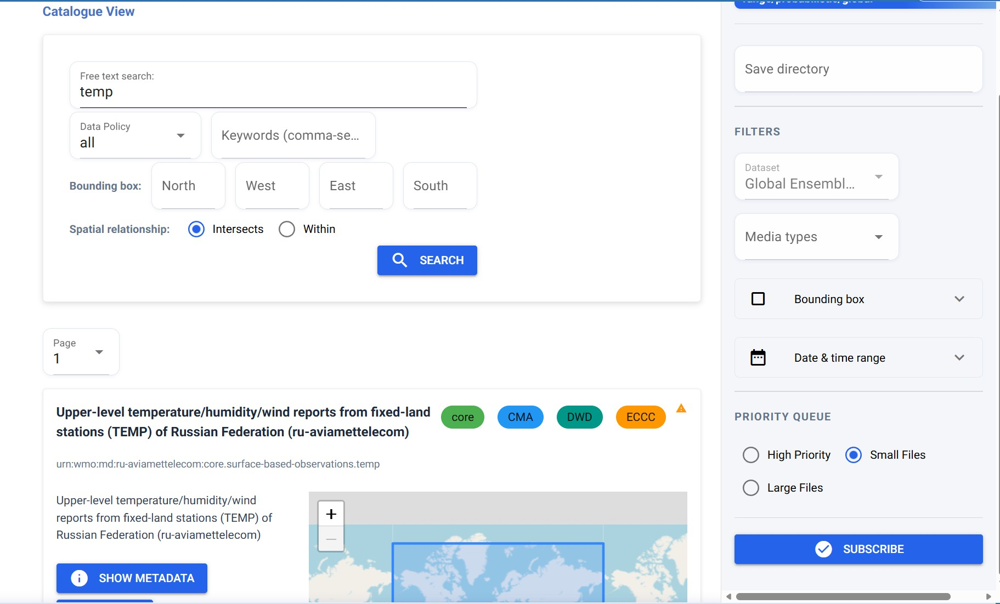 Catalogue View
Free text search:
temp
Data Policy
all
Keywords (comma-se...
Bounding box:
North
West
East
South
Spatial relationship:
Intersects
Within
SEARCH
Page
1
Upper-level temperature/humidity/wind reports from fixed-land
stations (TEMP) of Russian Federation (ru-aviamettelecom)
core
CMA
DWD
ECCC
urn:wmo:md:ru-aviamettelecom:core.surface-based-observations.temp
Upper-level temperature/humidity/wind
reports from fixed-land stations (TEMP) of
Russian Federation (ru-aviamettelecom)
+
−
SHOW METADATA
range/probabilistic/global
Save directory
FILTERS
Dataset
Global Ensembl...
Media types
Bounding box
Date & time range
PRIORITY QUEUE
High Priority
Small Files
Large Files
SUBSCRIBE